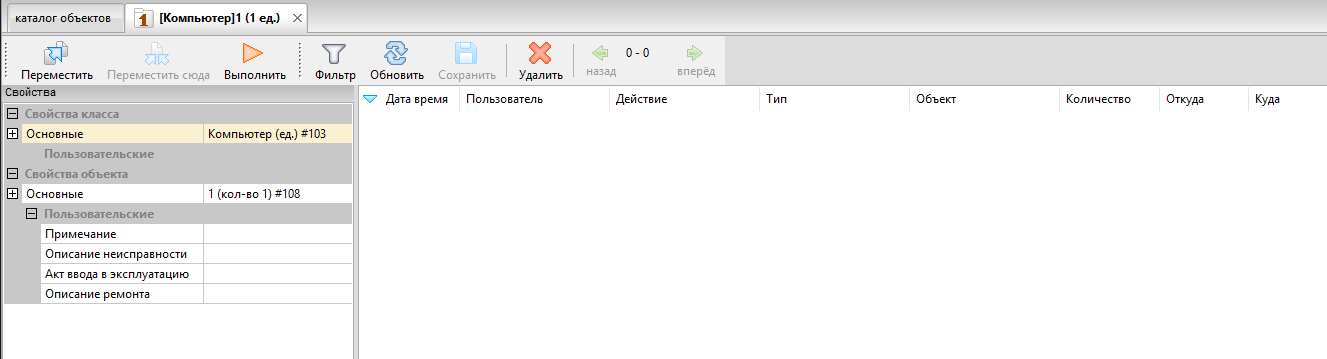 каталог объектов
1 [Компьютер]1 (1 ед.)
Переместить Переместить сюда Выполнить Фильтр Обновить Сохранить Удалить назад 0 - 0 вперёд
Свойства
Дата время Пользователь Действие Тип Объект Количество Откуда Куда
Свойства класса
Основные Компьютер (ед.) #103
Пользовательские
Свойства объекта
Основные 1 (кол-во 1) #108
Пользовательские
Примечание
Описание неисправности
Акт ввода в эксплуатацию
Описание ремонта